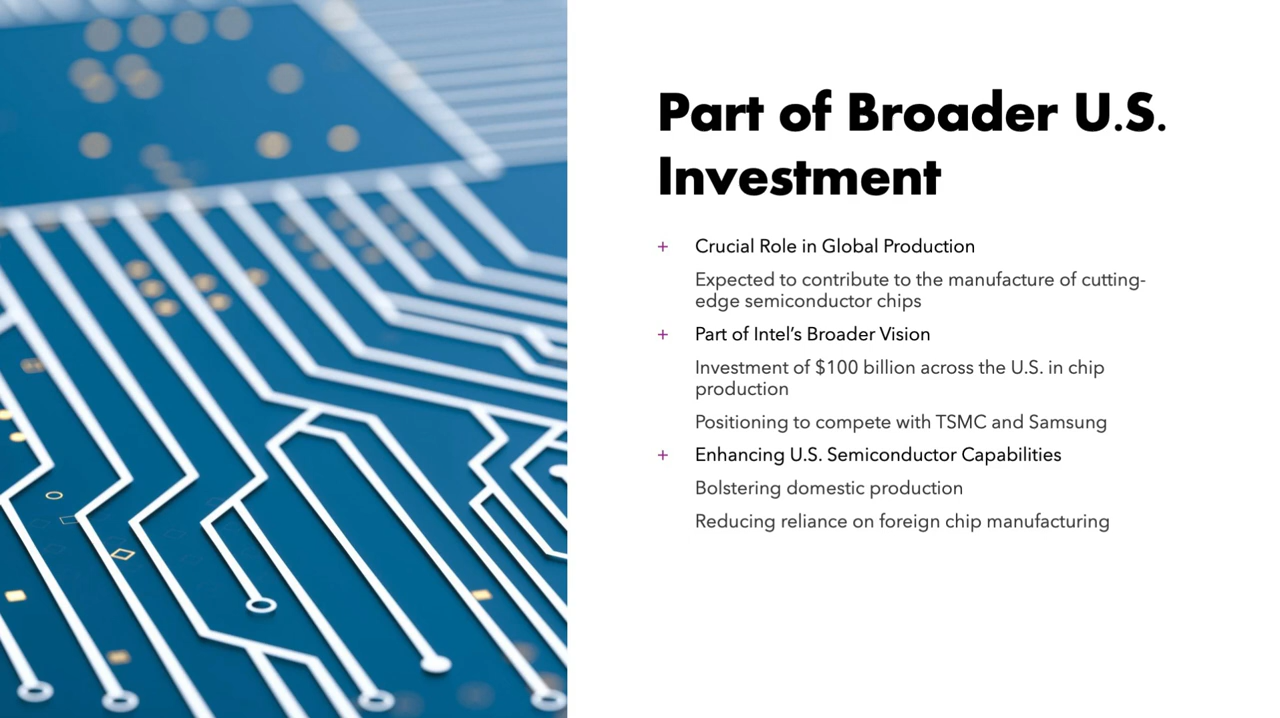 Part of Broader U.S.
Investment
+ Crucial Role in Global Production
Expected to contribute to the manufacture of cutting-
edge semiconductor chips
+ Part of Intel’s Broader Vision
Investment of $100 billion across the U.S. in chip
production
Positioning to compete with TSMC and Samsung
+ Enhancing U.S. Semiconductor Capabilities
Bolstering domestic production
Reducing reliance on foreign chip manufacturing